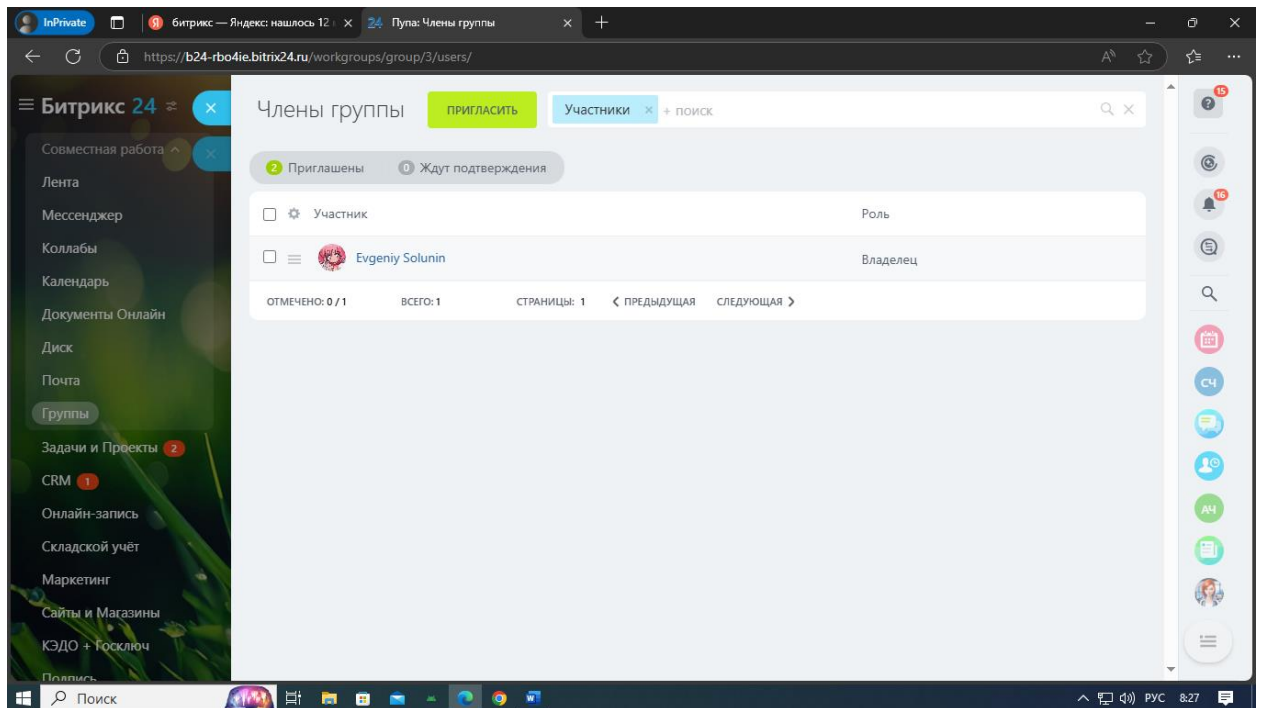 InPrivate
битрикс — Яндекс: нашлось 12
24 Пупа: Члены группы
https://b24-rbo4ie.bitrix24.ru/workgroups/group/3/users/
Битрикс 24
Совместная работа
Лента
Мессенджер
Коллабы
Календарь
Документы Онлайн
Диск
Почта
Группы
Задачи и Проекты 2
CRM 1
Онлайн-запись
Складской учёт
Маркетинг
Сайты и Магазины
КЭДО + Госключ
Подпись
Члены группы
ПРИГЛАСИТЬ
Участники × + поиск
2 Приглашены 0 Ждут подтверждения
Участник Роль
Evgeniy Solunin Владелец
ОТМЕЧЕНО: 0 / 1 ВСЕГО: 1 СТРАНИЦЫ: 1 ПРЕДЫДУЩАЯ СЛЕДУЮЩАЯ
15
16
СЧ
АЧ
Поиск
РУС 8:27